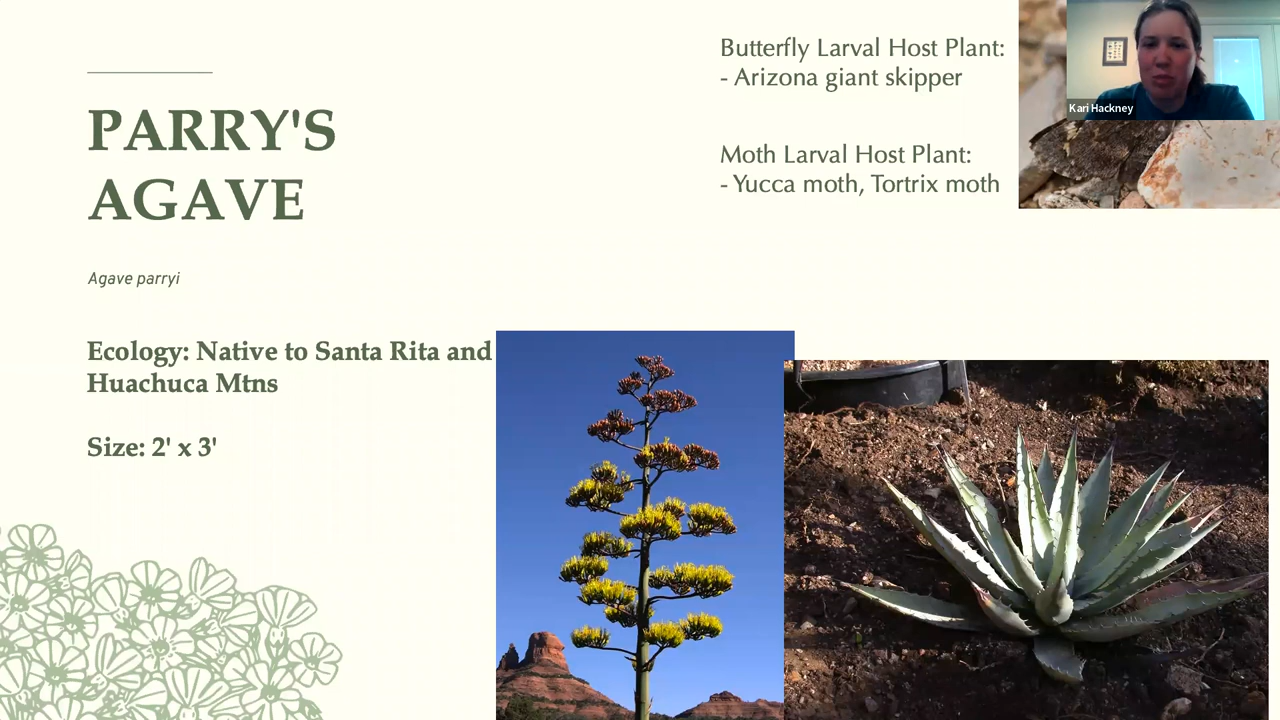 PARRY'S
AGAVE
Agave parryi
Ecology: Native to Santa Rita and
Huachuca Mtns
Size: 2' x 3'
Butterfly Larval Host Plant:
- Arizona giant skipper
Moth Larval Host Plant:
- Yucca moth, Tortrix moth
Kari Hackney